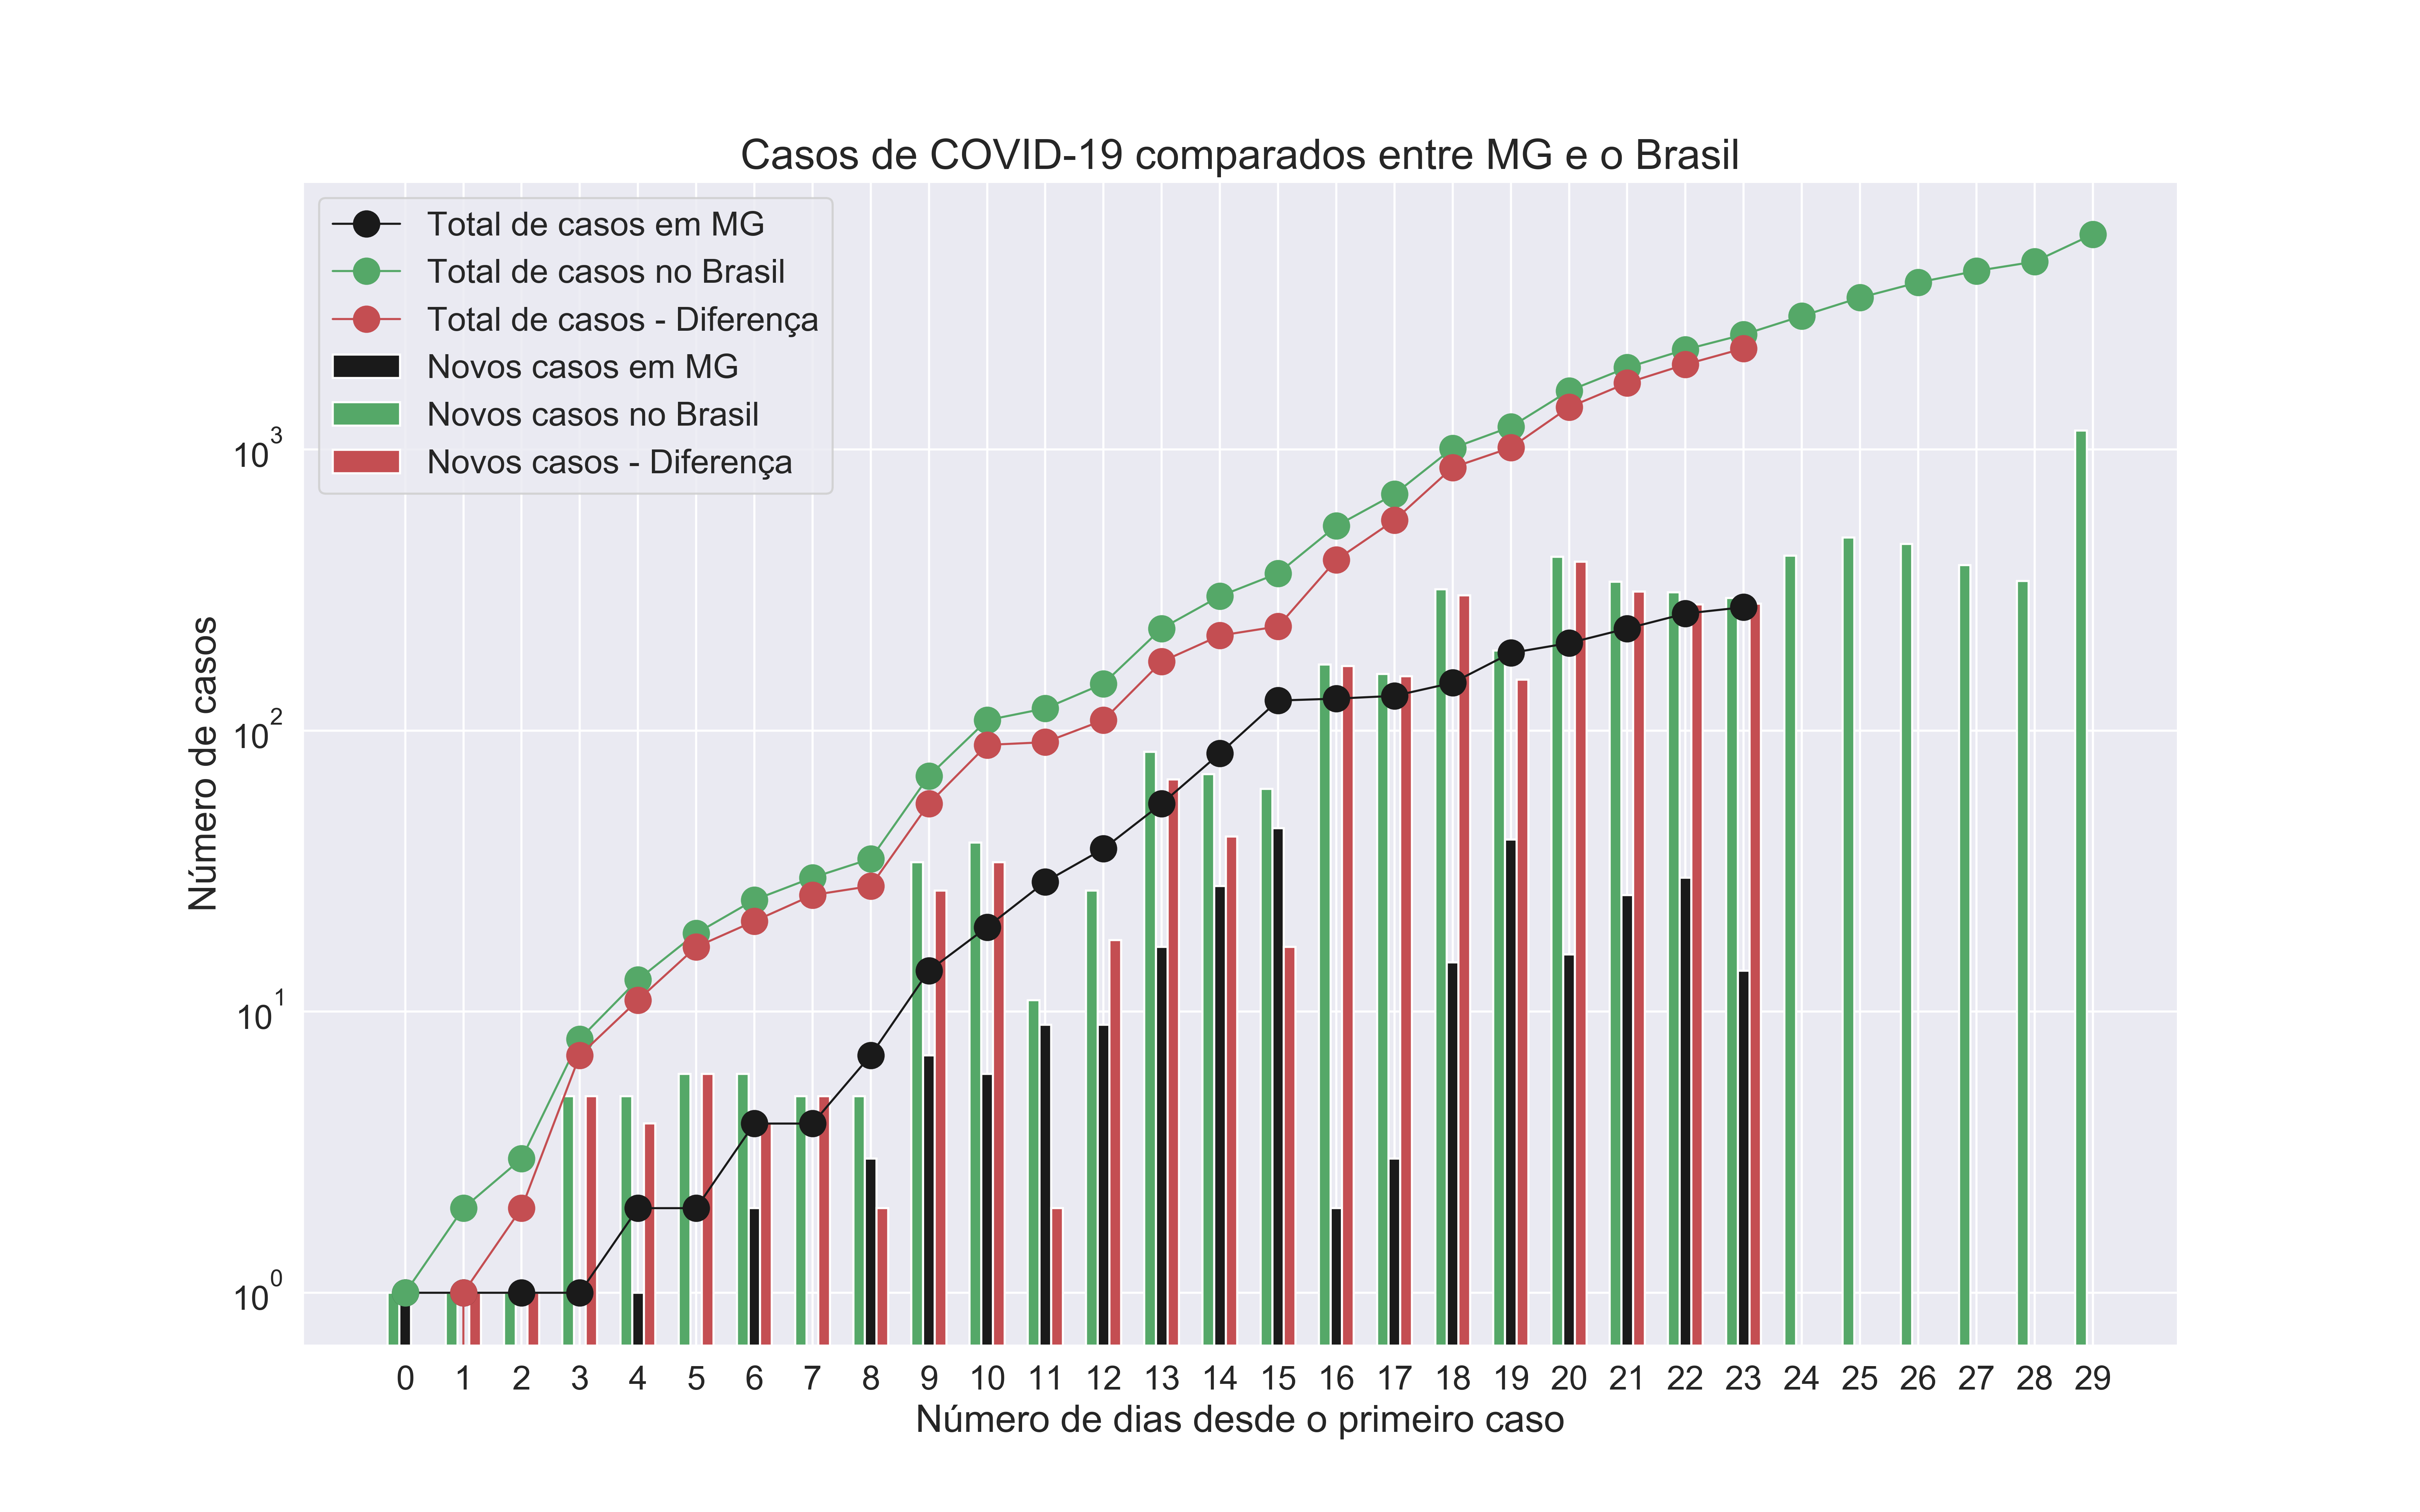 Casos de COVID-19 comparados entre MG e o Brasil
Total de casos em MG
Total de casos no Brasil
Total de casos - Diferença
Novos casos em MG
Novos casos no Brasil
Novos casos - Diferença
Número de casos
10^3
10^2
10^1
10^0
0 1 2 3 4 5 6 7 8 9 10 11 12 13 14 15 16 17 18 19 20 21 22 23 24 25 26 27 28 29
Número de dias desde o primeiro caso